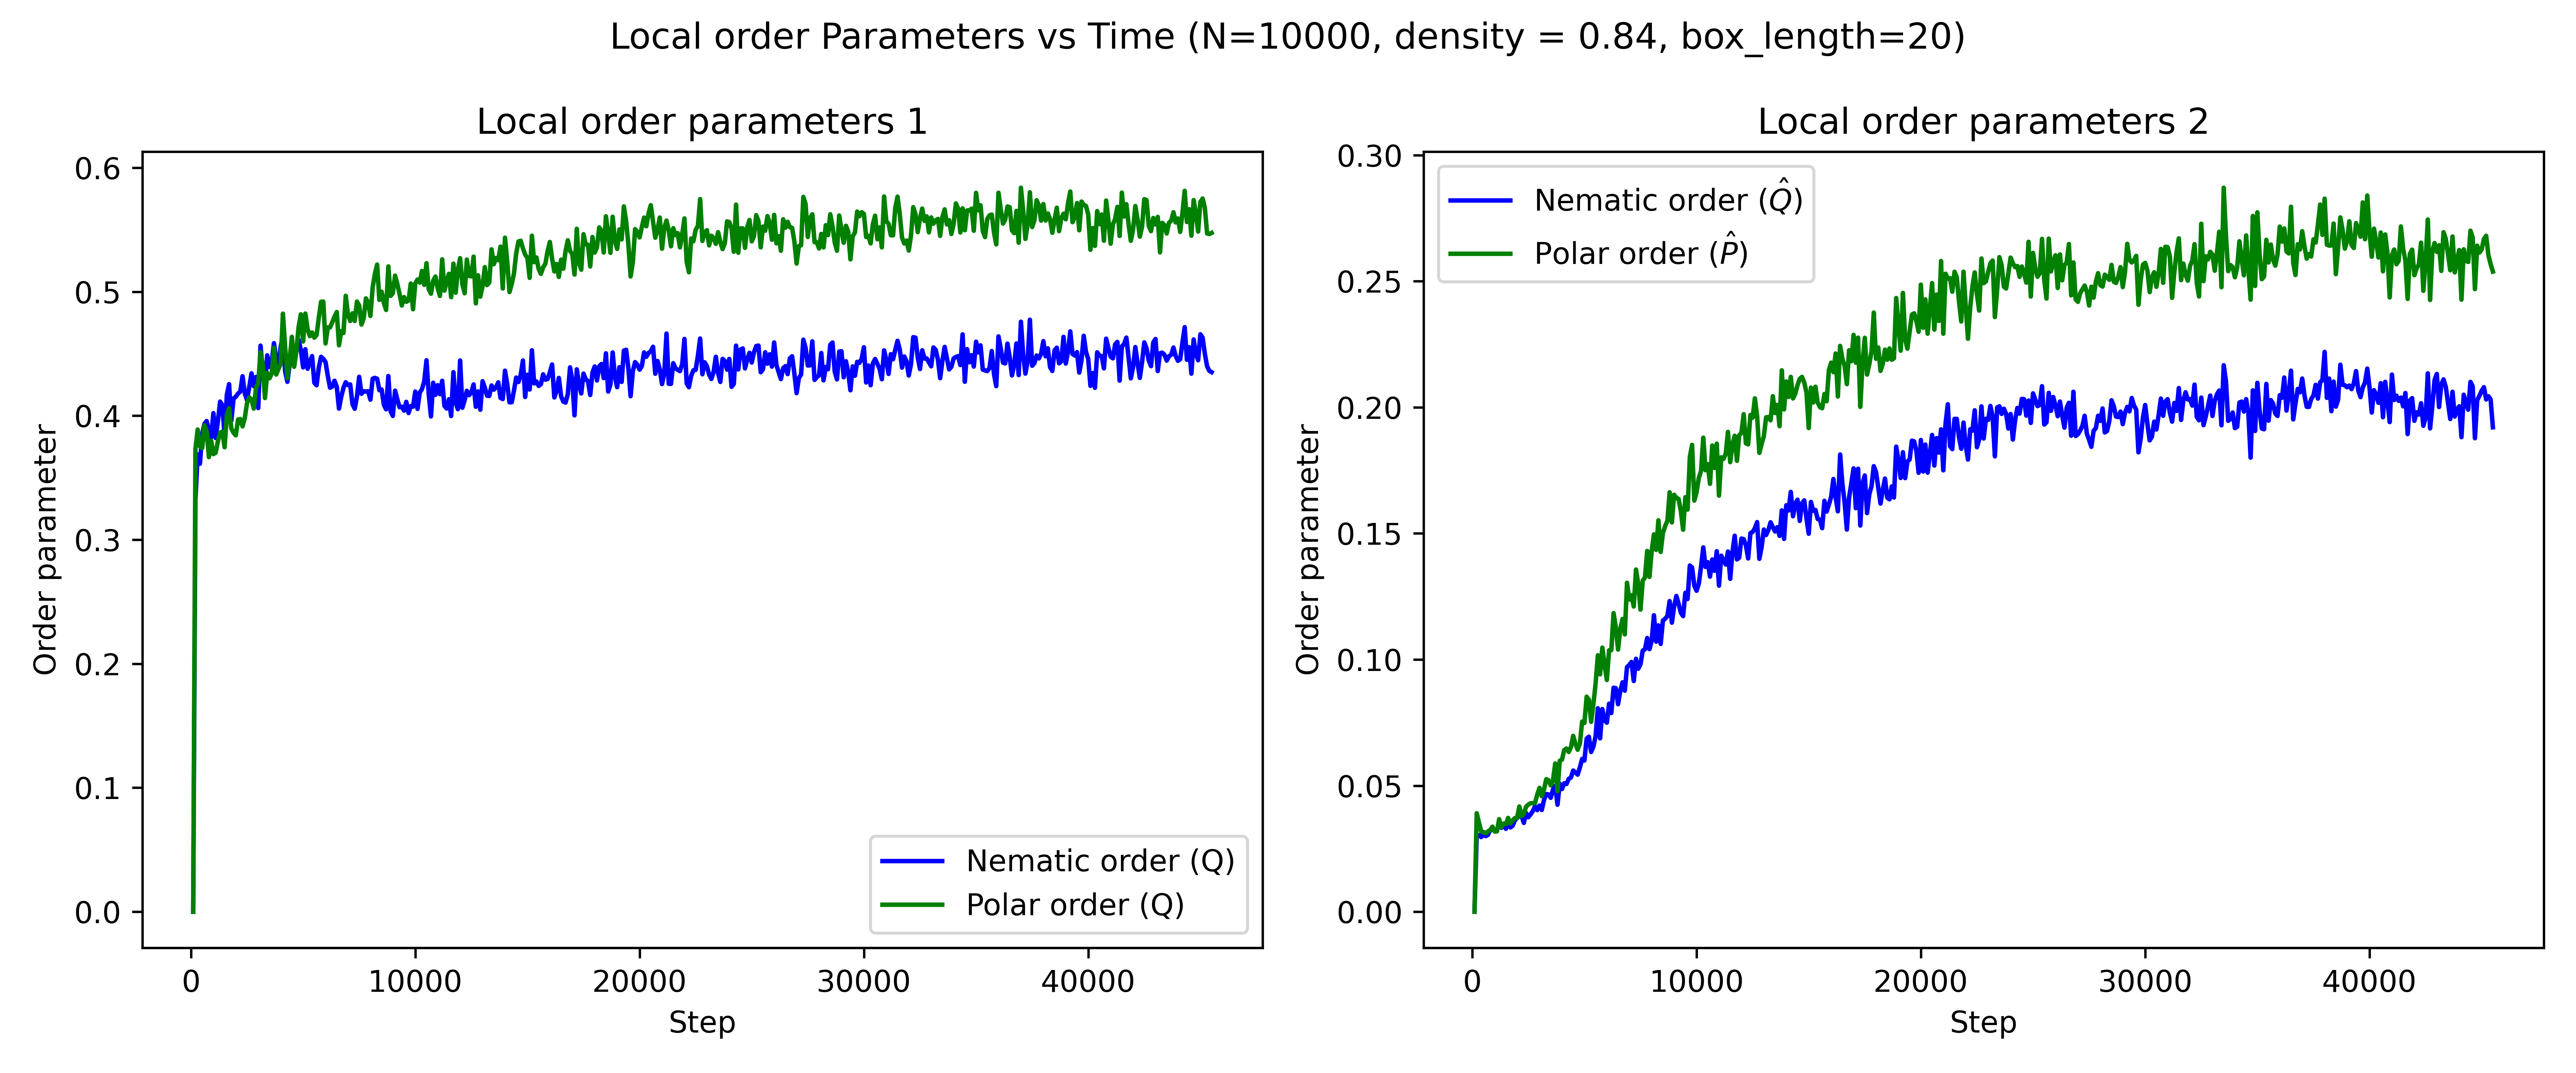 Local order Parameters vs Time (N=10000, density = 0.84, box_length=20)
Local order parameters 1
Order parameter
0.6
0.5
0.4
0.3
0.2
0.1
0.0
Nematic order (Q)
Polar order (Q)
0 10000 20000 30000 40000
Step
Local order parameters 2
Order parameter
0.30
0.25
0.20
0.15
0.10
0.05
0.00
Nematic order (Q̂)
Polar order (P̂)
0 10000 20000 30000 40000
Step